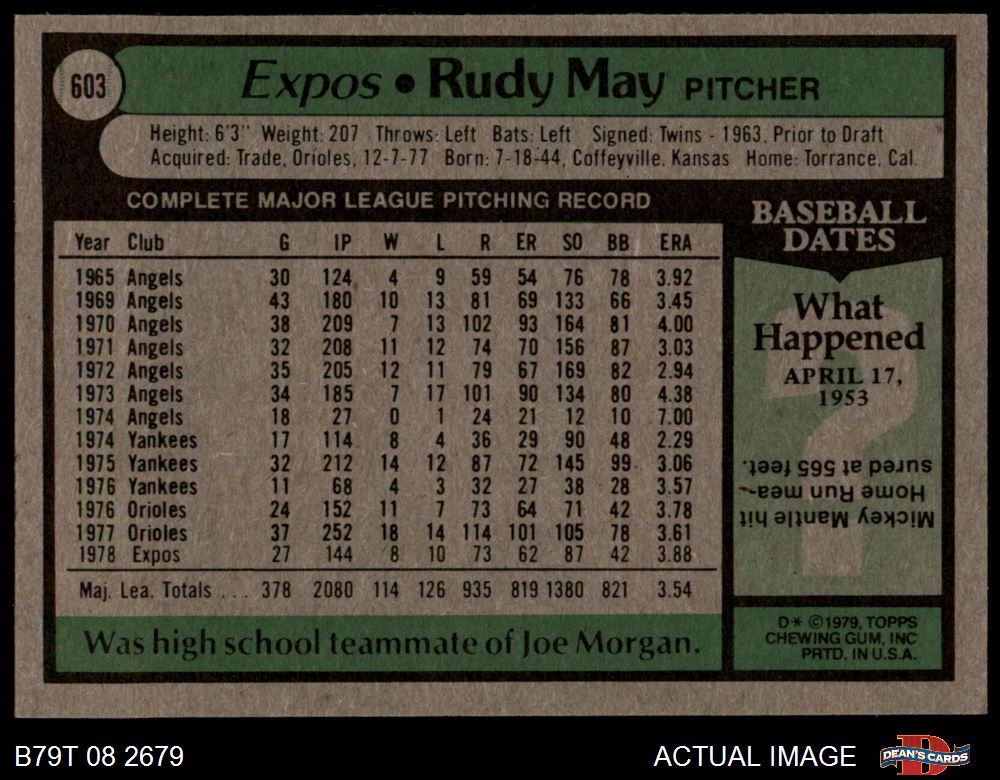 603
Expos • Rudy May PITCHER
Height: 6'3" Weight: 207 Throws: Left Bats: Left Signed: Twins - 1963, Prior to Draft
Acquired: Trade, Orioles, 12-7-77 Born: 7-18-44, Coffeyville, Kansas Home: Torrance, Cal.
COMPLETE MAJOR LEAGUE PITCHING RECORD
Year Club G IP W L R ER SO BB ERA
1965 Angels 30 124 4 9 59 54 76 78 3.92
1969 Angels 43 180 10 13 81 69 133 66 3.45
1970 Angels 38 209 7 13 102 93 164 81 4.00
1971 Angels 32 208 11 12 74 70 156 87 3.03
1972 Angels 35 205 12 11 79 67 169 82 2.94
1973 Angels 34 185 7 17 101 90 134 80 4.38
1974 Angels 18 27 0 1 24 21 12 10 7.00
1974 Yankees 17 114 8 4 36 29 90 48 2.29
1975 Yankees 32 212 14 12 87 72 145 99 3.06
1976 Yankees 11 68 4 3 32 27 38 28 3.57
1976 Orioles 24 152 11 7 73 64 71 42 3.78
1977 Orioles 37 252 18 14 114 101 105 78 3.61
1978 Expos 27 144 8 10 73 62 87 42 3.88
Maj. Lea. Totals . . . 378 2080 114 126 935 819 1380 821 3.54
Was high school teammate of Joe Morgan.
BASEBALL
DATES
What
Happened
APRIL 17,
1953
?
Mickey Mantle hit
Home Run mea-
sured at 565 feet.
D* ©1979, TOPPS
CHEWING GUM, INC
PRTD. IN U.S.A.
B79T 08 2679
ACTUAL IMAGE
DEAN'S CARDS